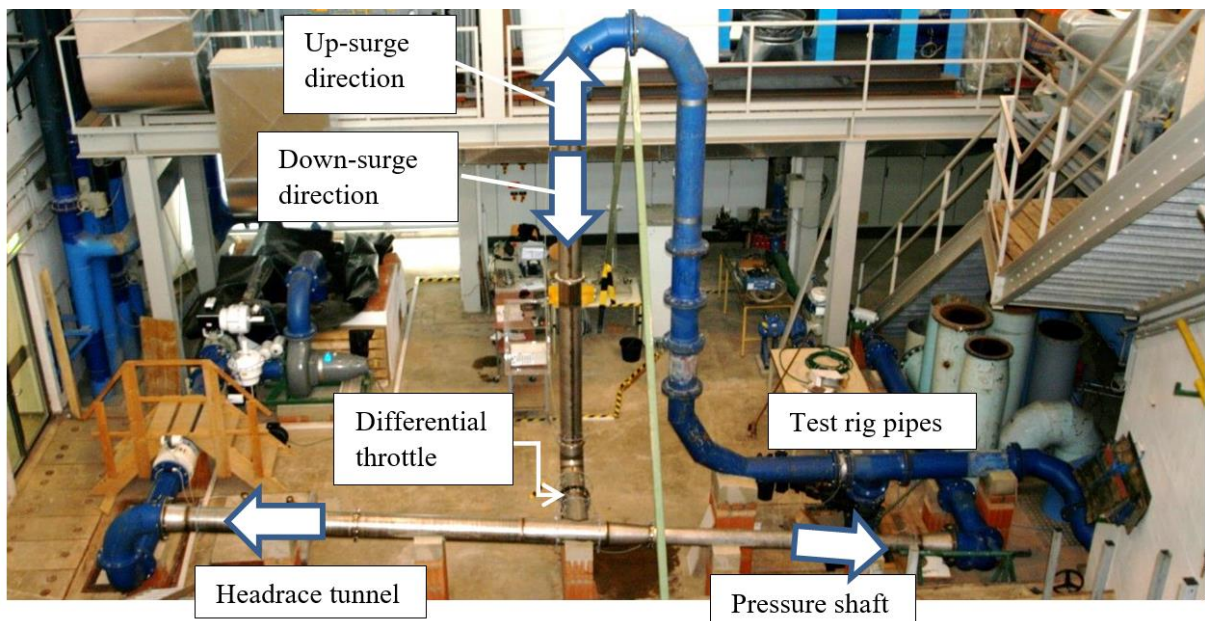 Up-surge
direction
Down-surge
direction
Differential
throttle
Test rig pipes
Headrace tunnel
Pressure shaft